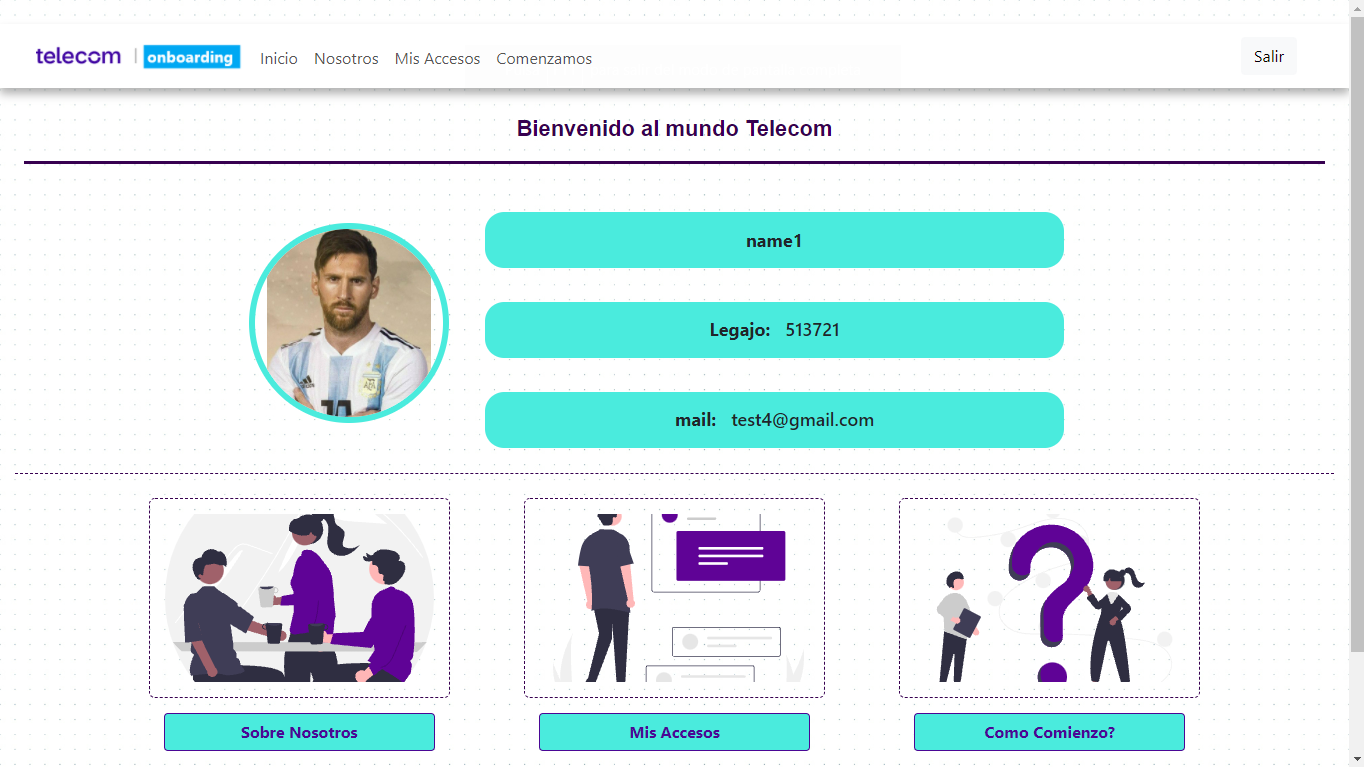 telecom | onboarding Inicio Nosotros Mis Accesos Comenzamos Salir
Bienvenido al mundo Telecom
name1
Legajo: 513721
mail: test4@gmail.com
Sobre Nosotros
Mis Accesos
Como Comienzo?